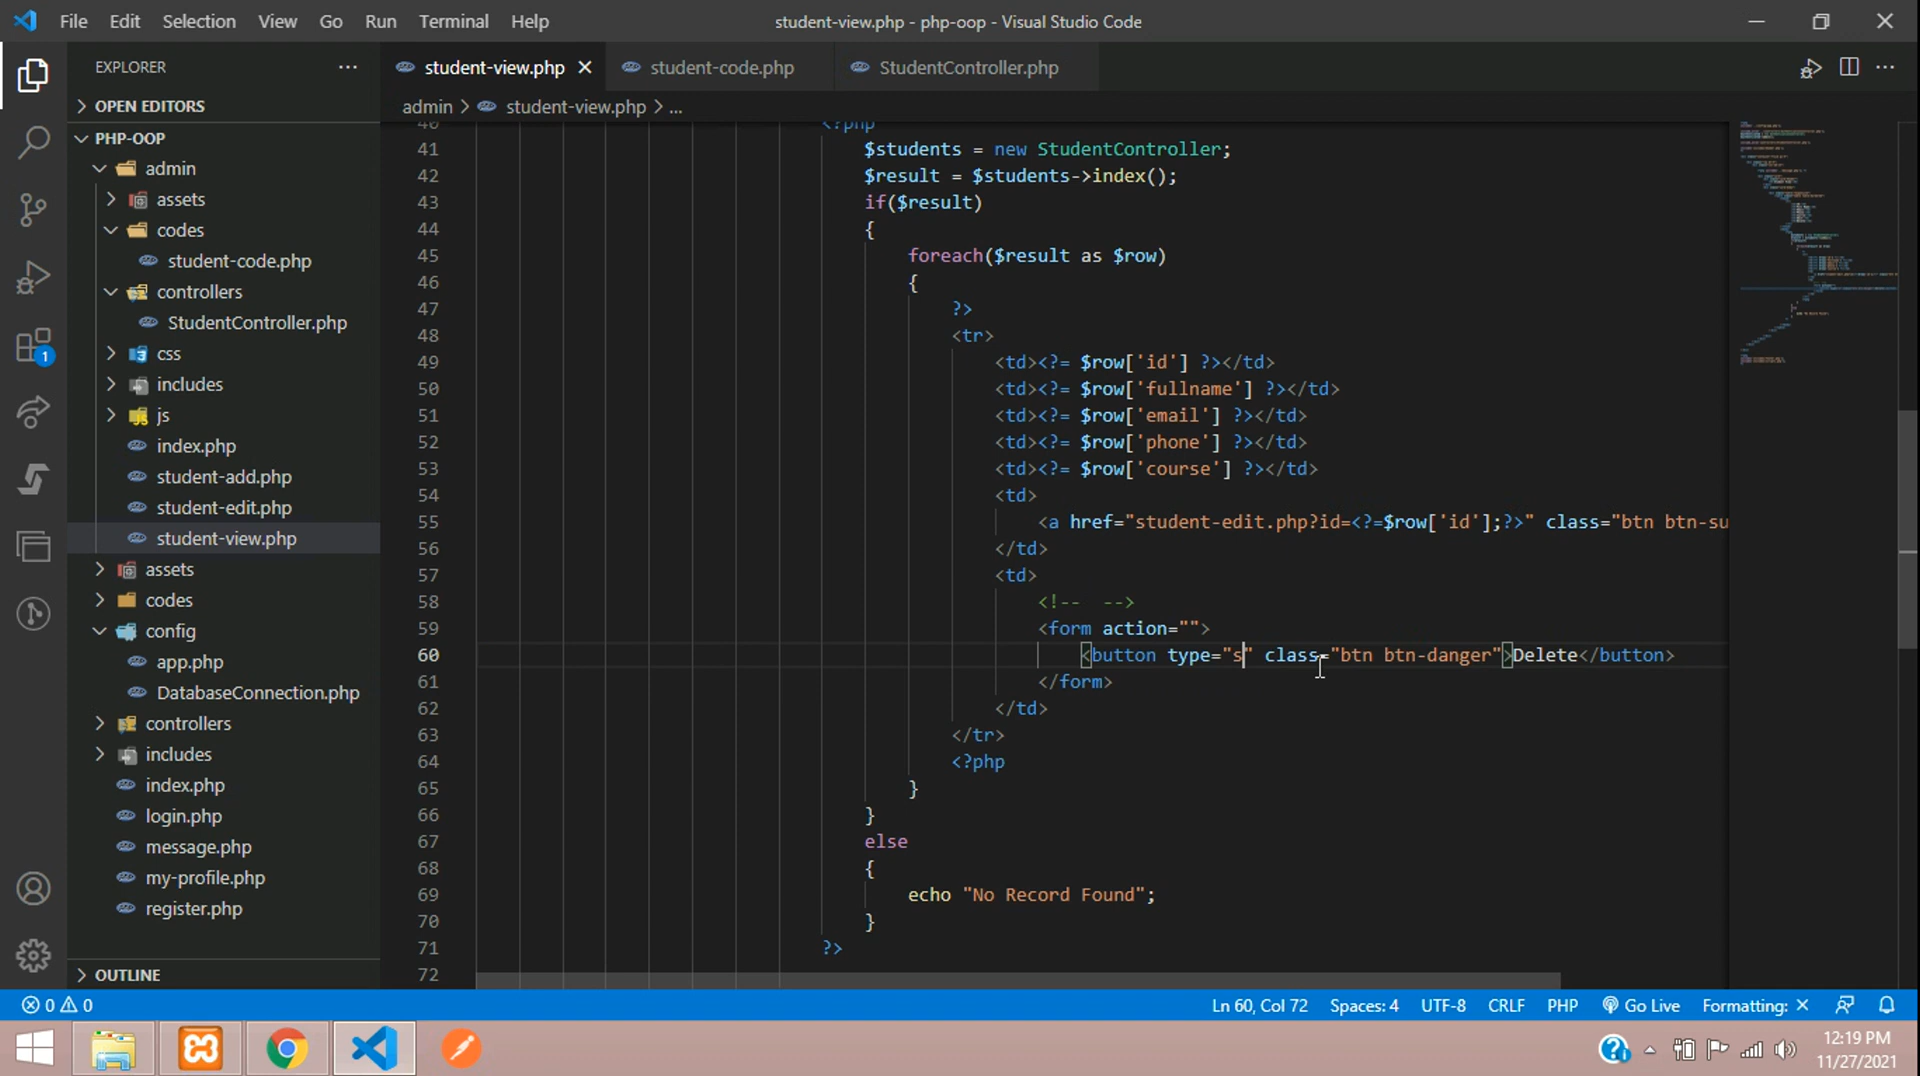 File Edit Selection View Go Run Terminal Help
student-view.php - php-oop - Visual Studio Code
EXPLORER
student-view.php
student-code.php
StudentController.php
OPEN EDITORS
admin > student-view.php > ...
PHP-OOP
admin
assets
codes
student-code.php
controllers
StudentController.php
css
includes
js
index.php
student-add.php
student-edit.php
student-view.php
assets
codes
config
app.php
DatabaseConnection.php
controllers
includes
index.php
login.php
message.php
my-profile.php
register.php
OUTLINE
1
40 <?php
41 $students = new StudentController;
42 $result = $students->index();
43 if($result)
44 {
45 foreach($result as $row)
46 {
47 ?>
48 <tr>
49 <td><?= $row['id'] ?></td>
50 <td><?= $row['fullname'] ?></td>
51 <td><?= $row['email'] ?></td>
52 <td><?= $row['phone'] ?></td>
53 <td><?= $row['course'] ?></td>
54 <td>
55 <a href="student-edit.php?id=<?=$row['id'];?>" class="btn btn-su
56 </td>
57 <td>
58 <!--  -->
59 <form action="">
60 <button type="s" class="btn btn-danger">Delete</button>
61 </form>
62 </td>
63 </tr>
64 <?php
65 }
66 }
67 else
68 {
69 echo "No Record Found";
70 }
71 ?>
72
0 0 Ln 60, Col 72 Spaces: 4 UTF-8 CRLF PHP Go Live Formatting: ×
12:19 PM
11/27/2021